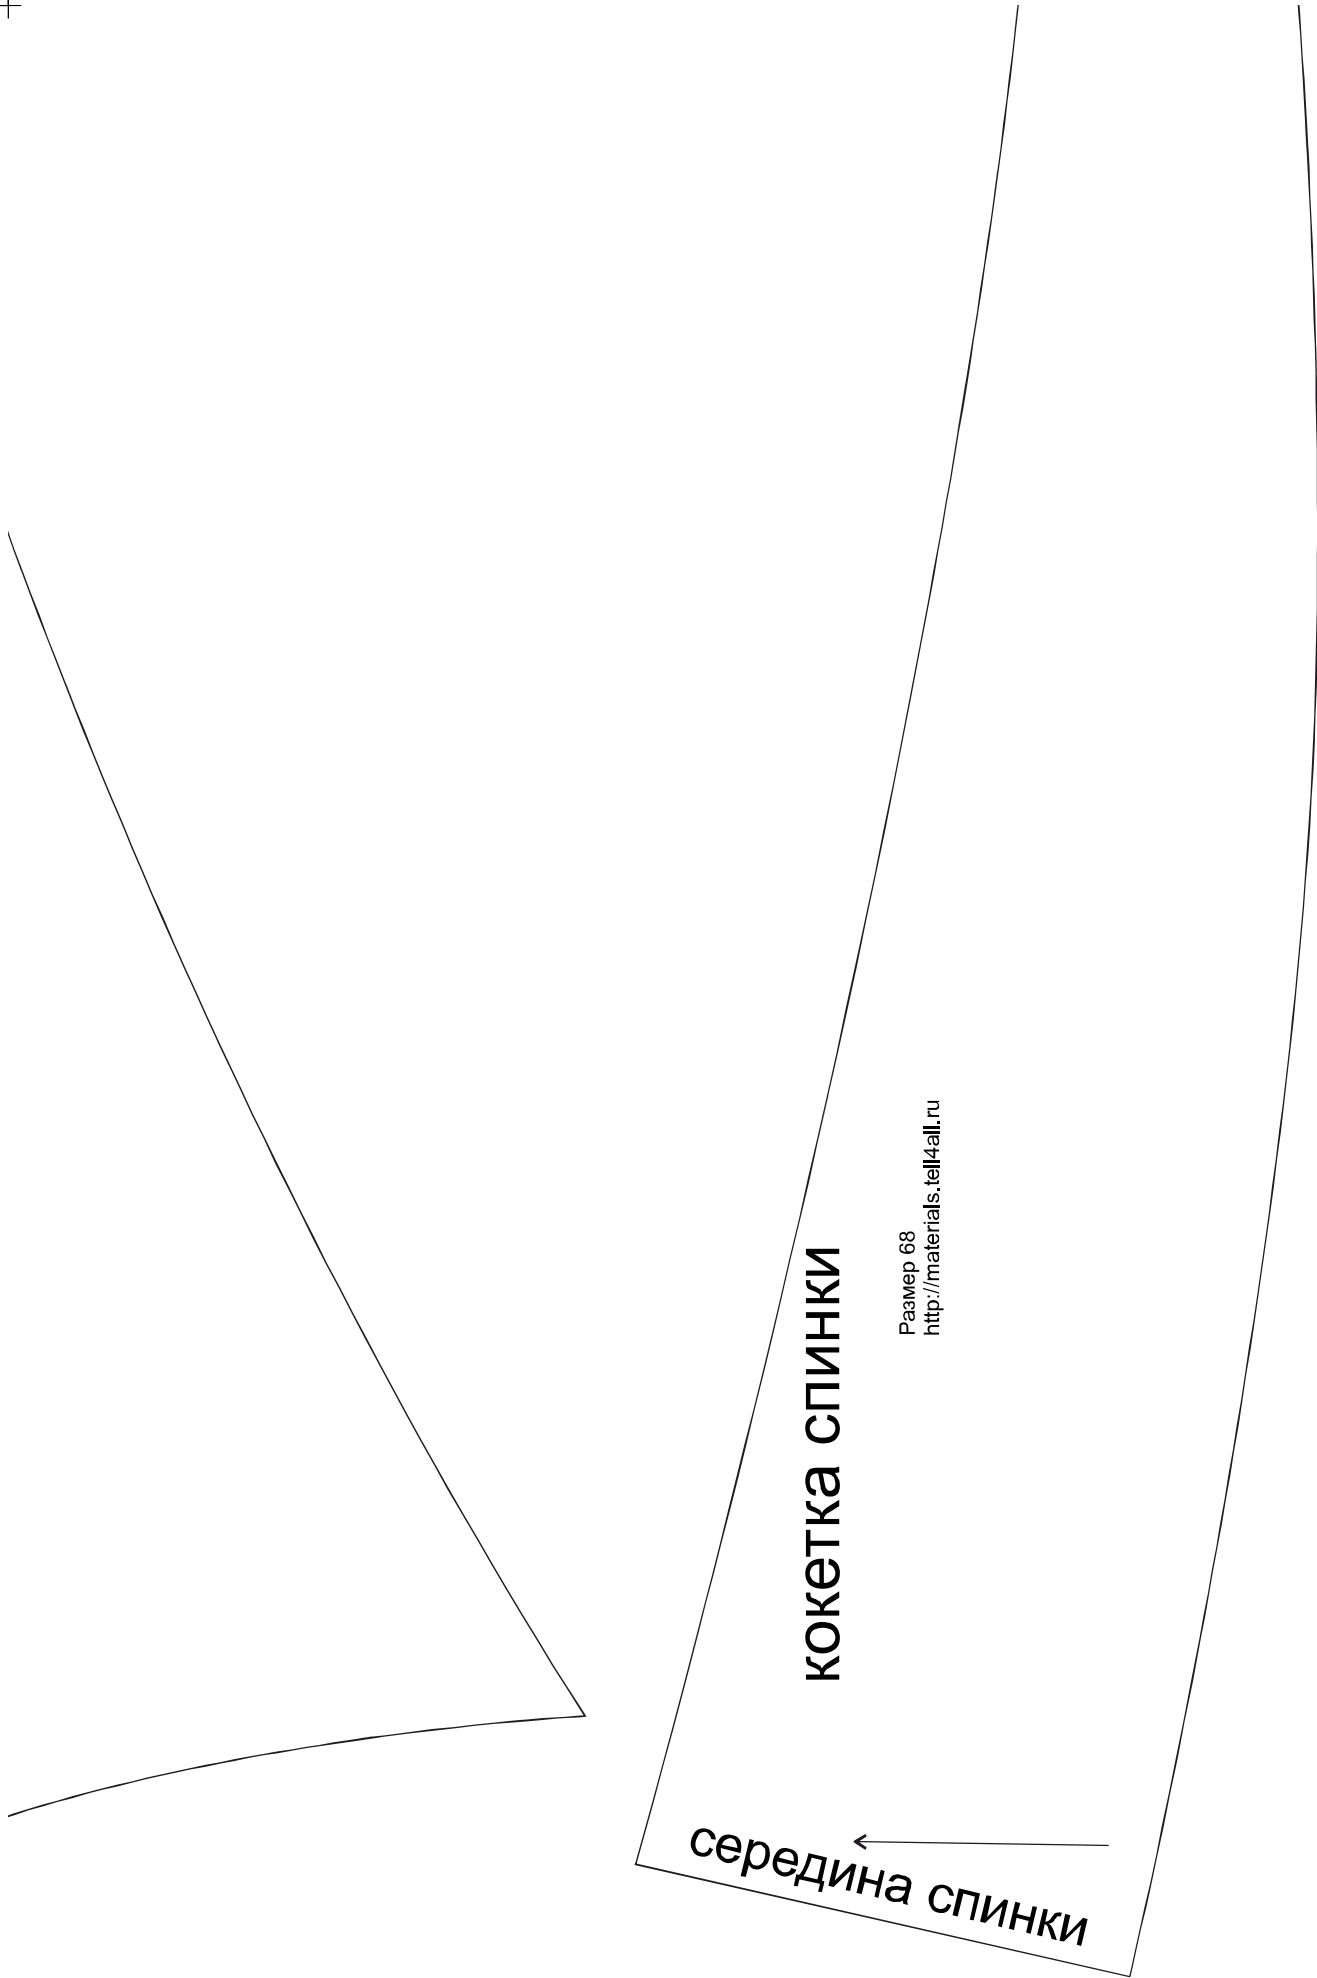 кокетка спинки
Размер 68
http://materials.tell4all.ru
середина спинки